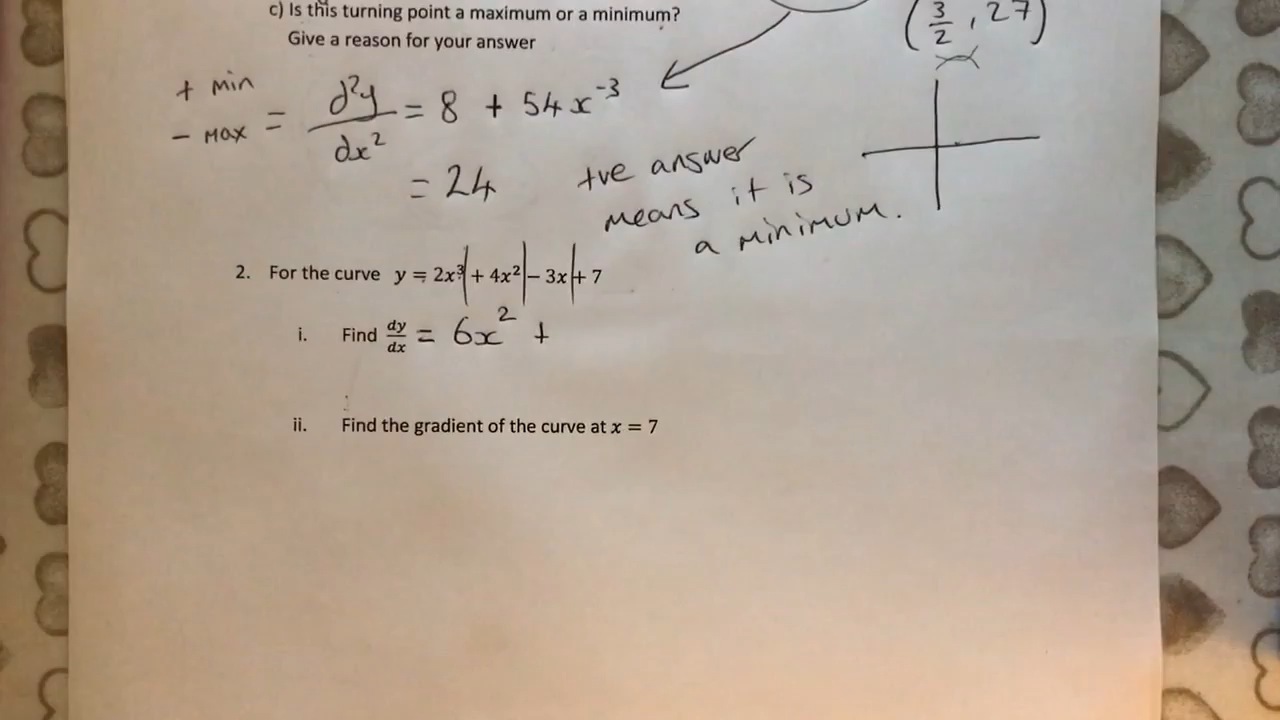 c) Is this turning point a maximum or a minimum?
Give a reason for your answer
(3/2, 27)
+ min
- max = d²y/dx² = 8 + 54x⁻³
= 24
+ve answer
means it is
a minimum.
2. For the curve y = 2x³ + 4x² − 3x + 7
i. Find dy/dx = 6x² +
ii. Find the gradient of the curve at x = 7